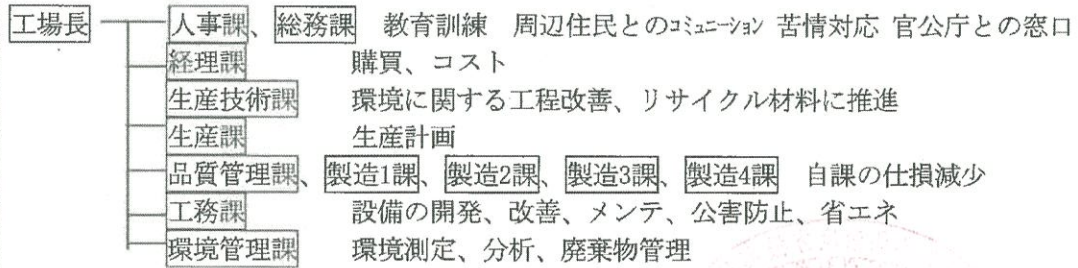 工場長 人事課、総務課 教育訓練 周辺住民とのｺﾐｭﾆｰｼｮﾝ 苦情対応 官公庁との窓口
経理課 購買、コスト
生産技術課 環境に関する工程改善、リサイクル材料に推進
生産課 生産計画
品質管理課、製造1課、製造2課、製造3課、製造4課 自課の仕損減少
工務課 設備の開発、改善、メンテ、公害防止、省エネ
環境管理課 環境測定、分析、廃棄物管理